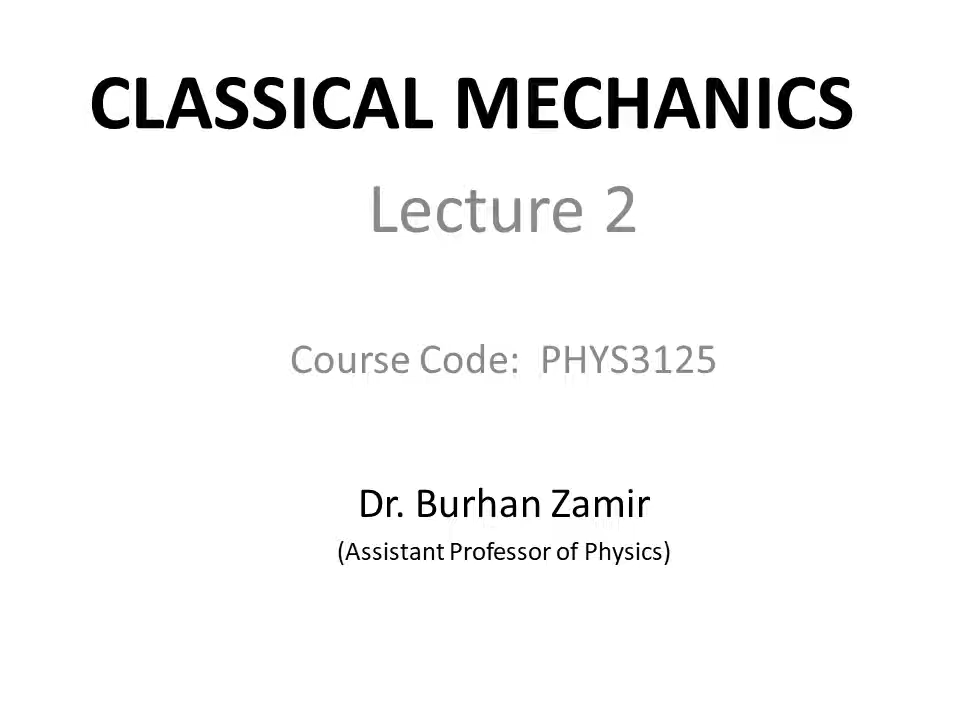 CLASSICAL MECHANICS
Lecture 2
Course Code: PHYS3125
Dr. Burhan Zamir
(Assistant Professor of Physics)